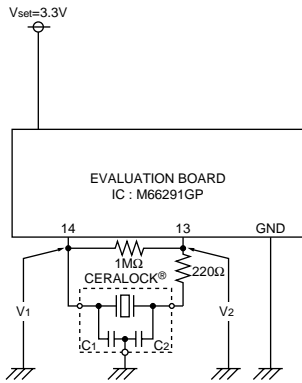 Vset=3.3V
EVALUATION BOARD
IC : M66291GP
14 13 GND
1MΩ
CERALOCK®
220Ω
V1 V2
C1 C2